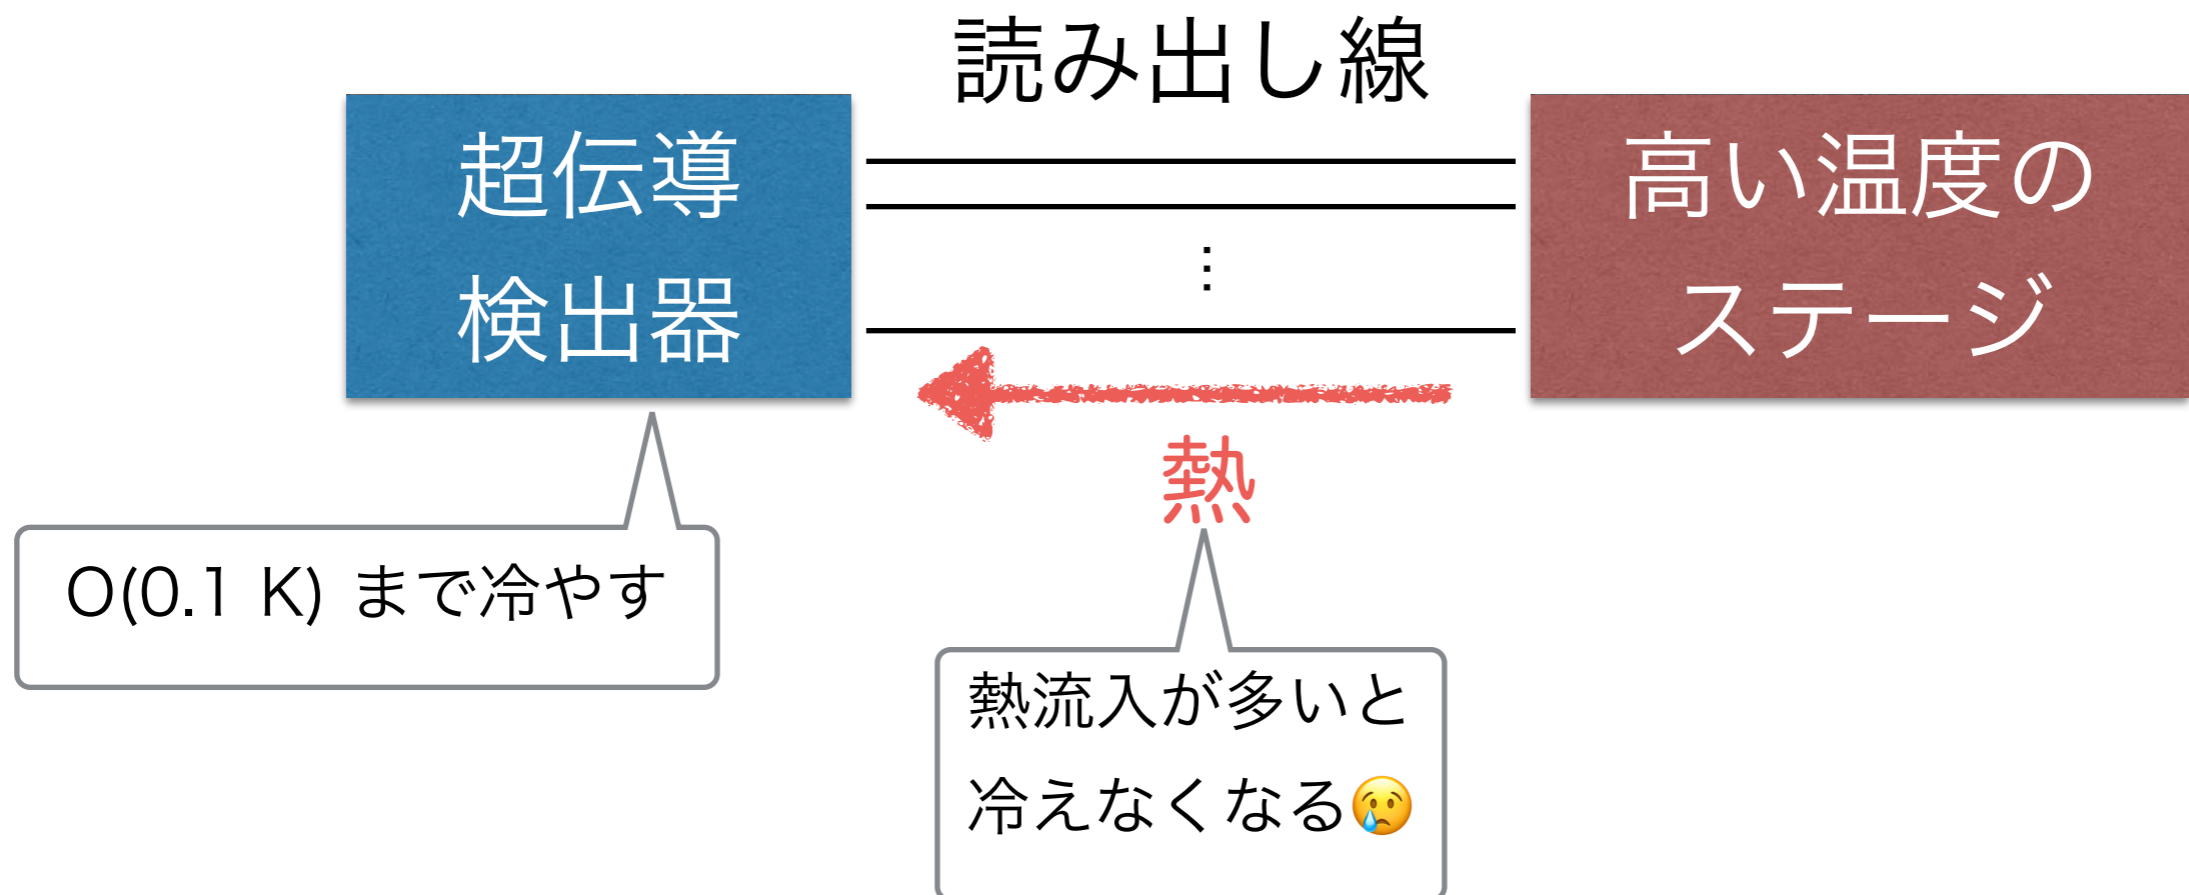 読み出し線
超伝導
検出器
高い温度の
ステージ
⋮
熱
O(0.1 K) まで冷やす
熱流入が多いと
冷えなくなる😢